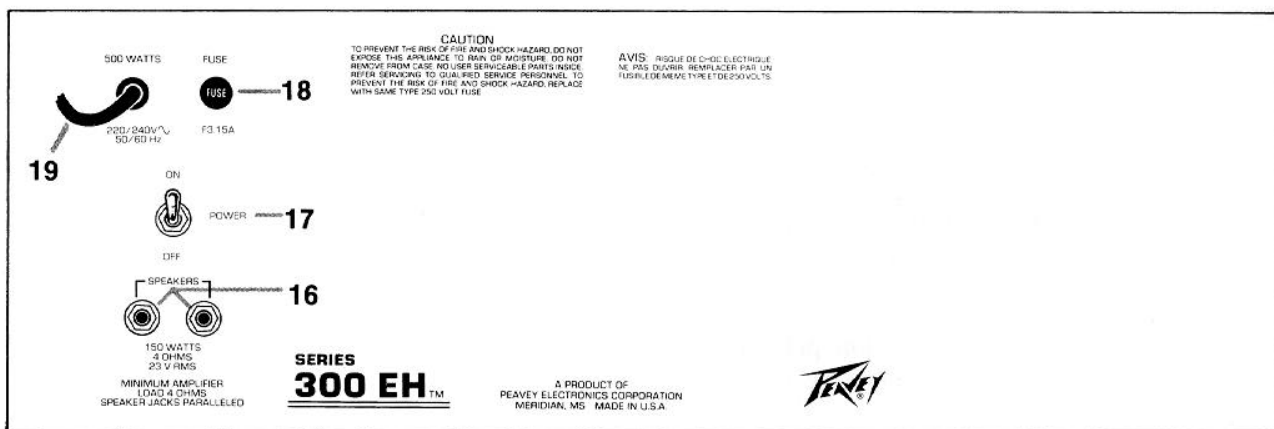 500 WATTS
FUSE
FUSE
18
220/240V
50/60 Hz
F3.15A
19
CAUTION
TO PREVENT THE RISK OF FIRE AND SHOCK HAZARD, DO NOT
EXPOSE THIS APPLIANCE TO RAIN OR MOISTURE. DO NOT
REMOVE FROM CASE. NO USER SERVICEABLE PARTS INSIDE.
REFER SERVICING TO QUALIFIED SERVICE PERSONNEL. TO
PREVENT THE RISK OF FIRE AND SHOCK HAZARD, REPLACE
WITH SAME TYPE 250 VOLT FUSE
AVIS: RISQUE DE CHOC ELECTRIQUE
NE PAS OUVRIR. REMPLACER PAR UN
FUSIBLE DE MEME TYPE ET DE 250 VOLTS.
ON
POWER
17
OFF
SPEAKERS
16
150 WATTS
4 OHMS
23 V RMS
MINIMUM AMPLIFIER
LOAD 4 OHMS
SPEAKER JACKS PARALLELED
SERIES
300 EH™
A PRODUCT OF
PEAVEY ELECTRONICS CORPORATION
MERIDIAN, MS MADE IN U.S.A.
PEAVEY®